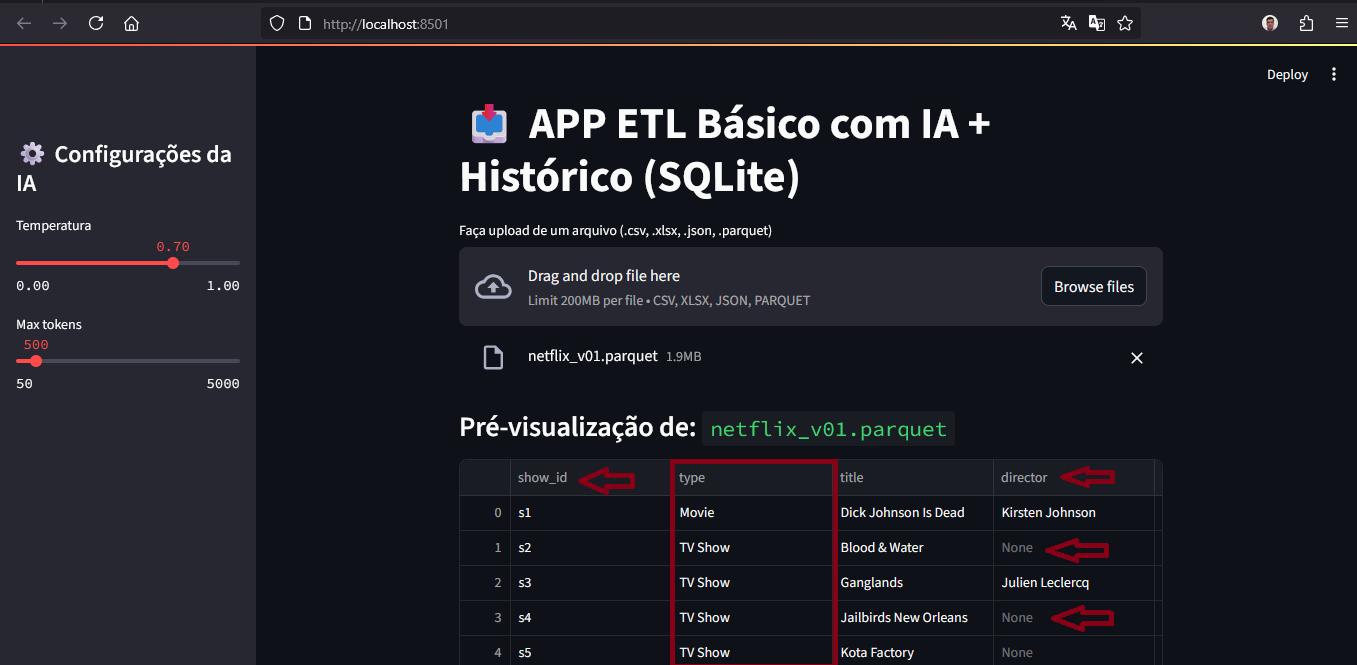 http://localhost:8501
Deploy
Configurações da
IA
Temperatura
0.70
0.00 1.00
Max tokens
500
50 5000
APP ETL Básico com IA +
Histórico (SQLite)
Faça upload de um arquivo (.csv, .xlsx, .json, .parquet)
Drag and drop file here
Limit 200MB per file • CSV, XLSX, JSON, PARQUET
Browse files
netflix_v01.parquet 1.9MB
Pré-visualização de: netflix_v01.parquet
show_id type title director
0 s1 Movie Dick Johnson Is Dead Kirsten Johnson
1 s2 TV Show Blood & Water None
2 s3 TV Show Ganglands Julien Leclercq
3 s4 TV Show Jailbirds New Orleans None
4 s5 TV Show Kota Factory None